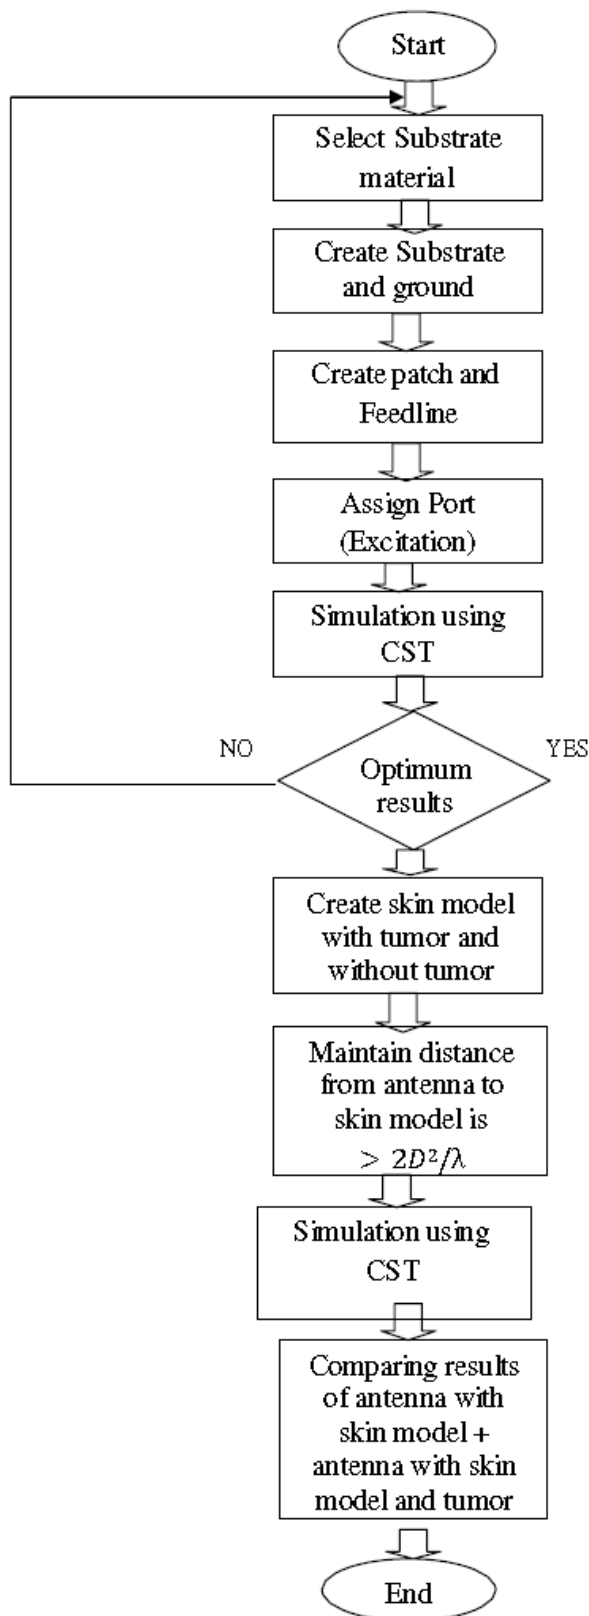 Start
Select Substrate
material
Create Substrate
and ground
Create patch and
Feedline
Assign Port
(Excitation)
Simulation using
CST
NO
YES
Optimum
results
Create skin model
with tumor and
without tumor
Maintain distance
from antenna to
skin model is
> 2D²/λ
Simulation using
CST
Comparing results
of antenna with
skin model +
antenna with skin
model and tumor
End